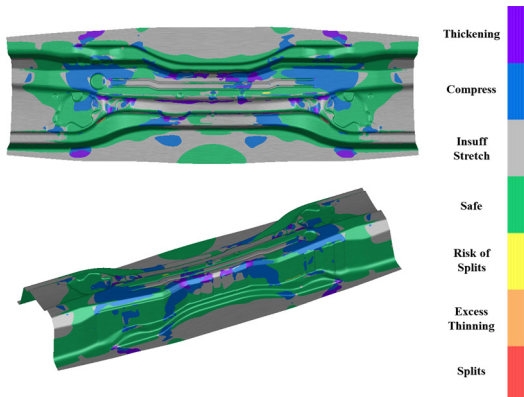 Thickening
Compress
Insuff
Stretch
Safe
Risk of
Splits
Excess
Thinning
Splits